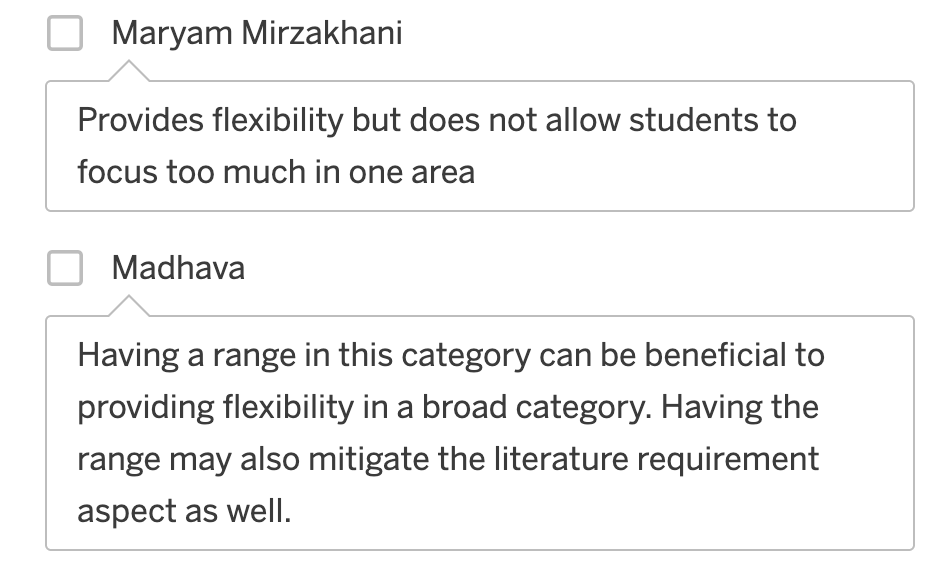 Maryam Mirzakhani
Provides flexibility but does not allow students to
focus too much in one area
Madhava
Having a range in this category can be beneficial to
providing flexibility in a broad category. Having the
range may also mitigate the literature requirement
aspect as well.